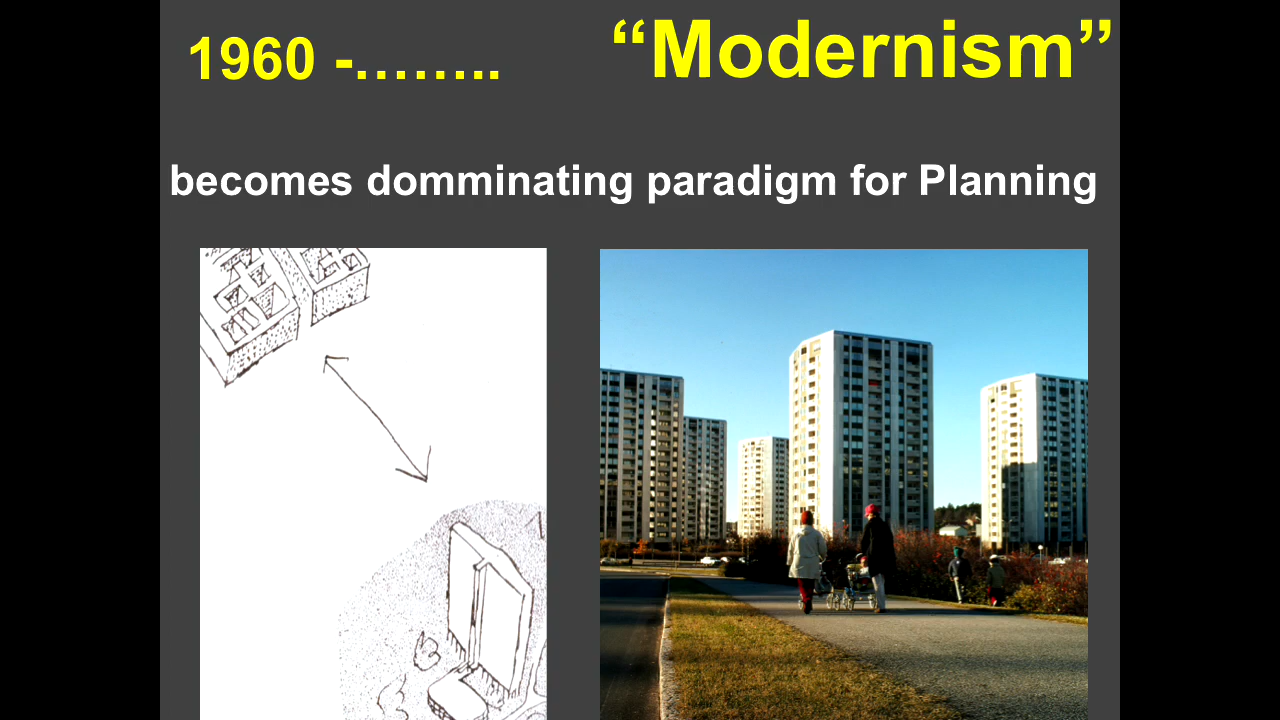 1960 -……..
“Modernism”
becomes domminating paradigm for Planning